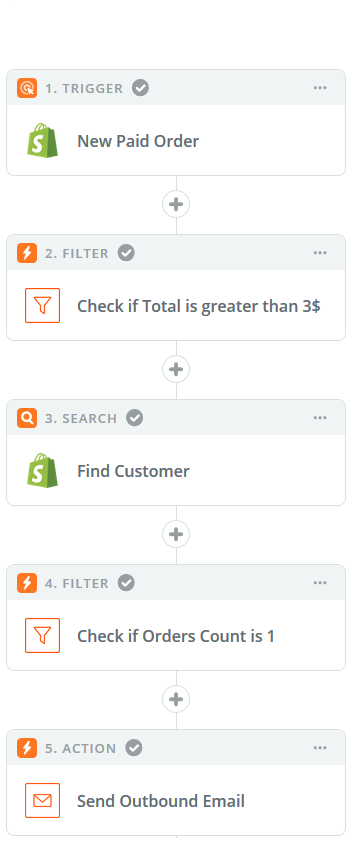 1. TRIGGER
New Paid Order
2. FILTER
Check if Total is greater than 3$
3. SEARCH
Find Customer
4. FILTER
Check if Orders Count is 1
5. ACTION
Send Outbound Email